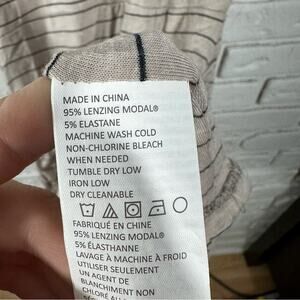 MADE IN CHINA
95% LENZING MODAL®
5% ELASTANE
MACHINE WASH COLD
NON-CHLORINE BLEACH
WHEN NEEDED
TUMBLE DRY LOW
IRON LOW
DRY CLEANABLE
FABRIQUÉ EN CHINE
95% LENZING MODAL®
5% ÉLASTHANNE
LAVAGE À MACHINE À FROID
UTILISER SEULEMENT
UN AGENT DE
BLANCHIMENT NON
CHLORÉ AU